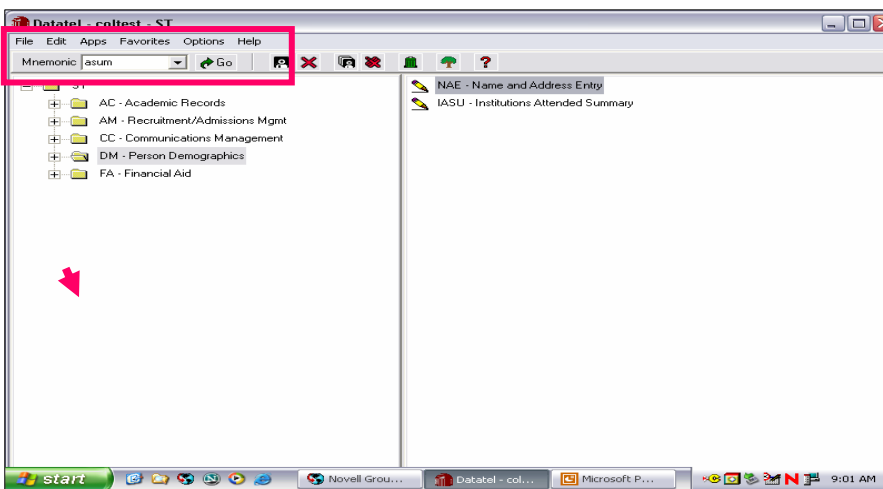 Datatel - coltest - ST
File Edit Apps Favorites Options Help
Mnemonic asum Go
ST
AC - Academic Records
AM - Recruitment/Admissions Mgmt
CC - Communications Management
DM - Person Demographics
FA - Financial Aid
NAE - Name and Address Entry
IASU - Institutions Attended Summary
start Novell Grou... Datatel - col... Microsoft P... 9:01 AM